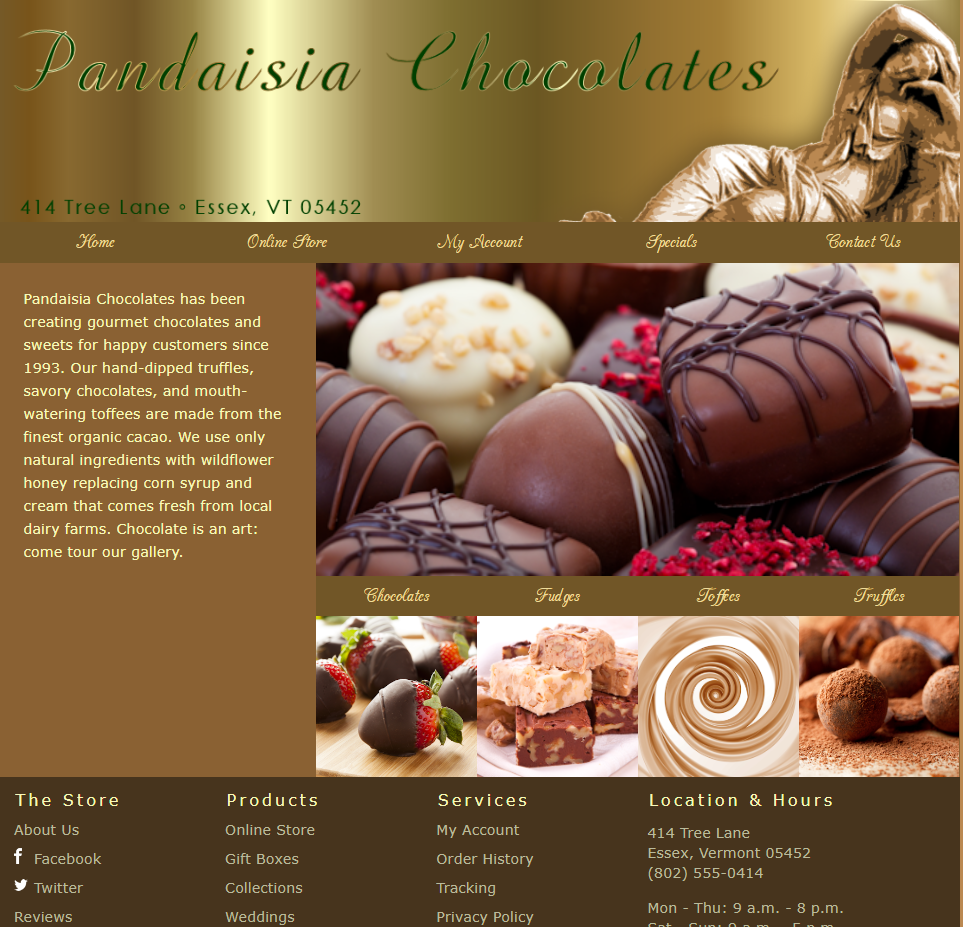 Pandaisia Chocolates
414 Tree Lane ◦ Essex, VT 05452
Home Online Store My Account Specials Contact Us
Pandaisia Chocolates has been
creating gourmet chocolates and
sweets for happy customers since
1993. Our hand-dipped truffles,
savory chocolates, and mouth-
watering toffees are made from the
finest organic cacao. We use only
natural ingredients with wildflower
honey replacing corn syrup and
cream that comes fresh from local
dairy farms. Chocolate is an art:
come tour our gallery.
Chocolates Fudges Toffees Truffles
The Store
About Us
Facebook
Twitter
Reviews
Products
Online Store
Gift Boxes
Collections
Weddings
Services
My Account
Order History
Tracking
Privacy Policy
Location & Hours
414 Tree Lane
Essex, Vermont 05452
(802) 555-0414
Mon - Thu: 9 a.m. - 8 p.m.
Sat - Sun: 9 a.m. - 5 p.m.